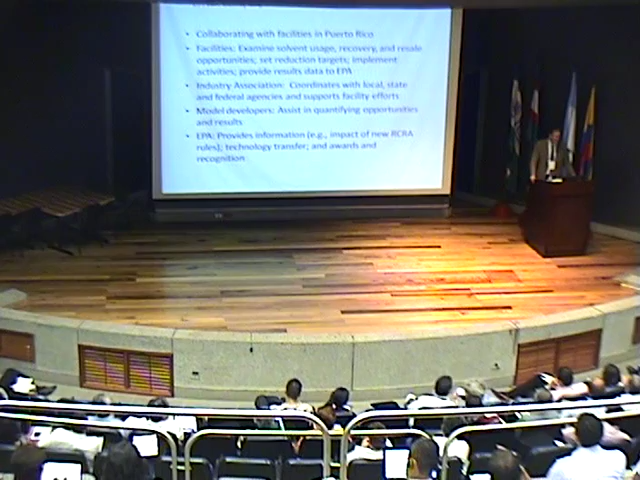 • Collaborating with facilities in Puerto Rico
• Facilities: Examine solvent usage, recovery, and resale
opportunities; set reduction targets; implement
activities; provide results data to EPA
• Industry Association: Coordinates with local, state
and federal agencies and supports facility efforts
• Model developers: Assist in quantifying opportunities
and results
• EPA: Provides information (e.g., impact of new RCRA
rules); technology transfer; and awards and
recognition